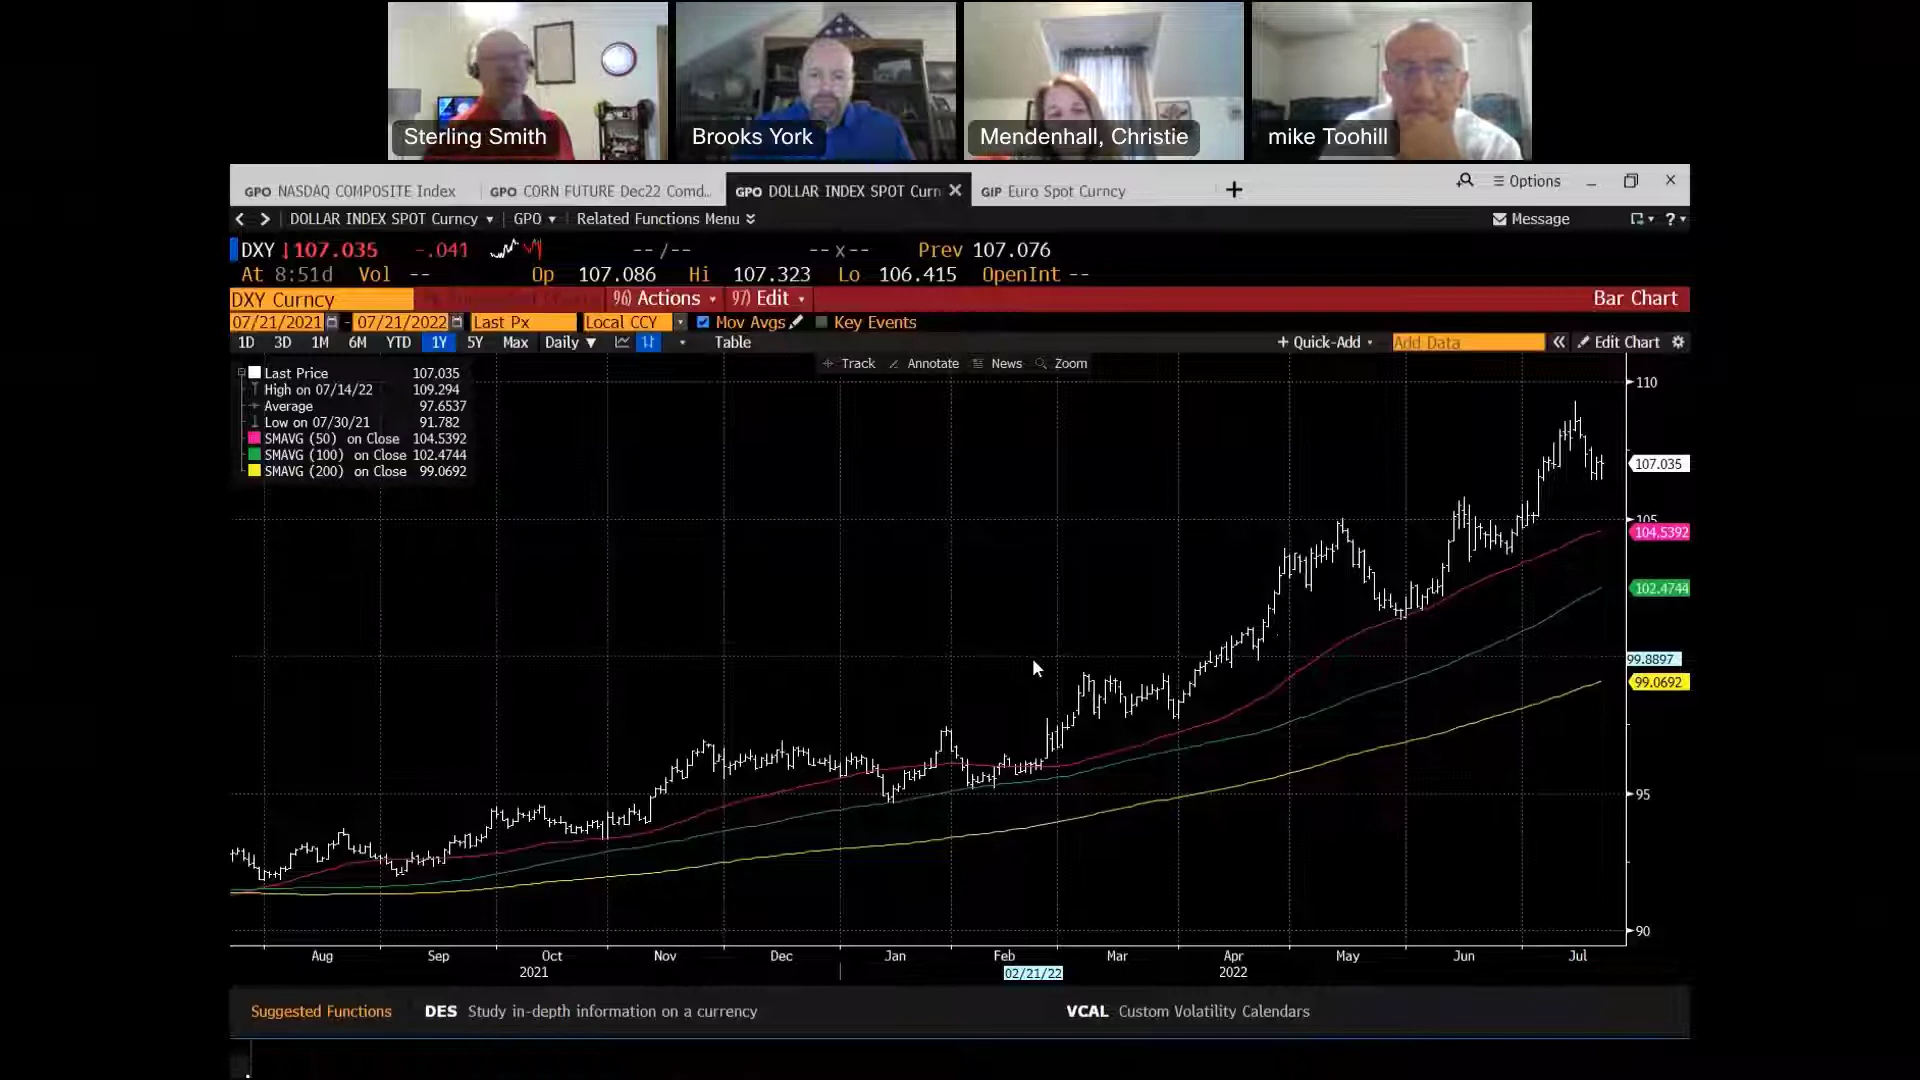 Sterling Smith
Brooks York
Mendenhall, Christie
mike Toohill
GPO NASDAQ COMPOSITE Index
GPO CORN FUTURE Dec22 Comd..
GPO DOLLAR INDEX SPOT Curn
GIP Euro Spot Curncy
Options
DOLLAR INDEX SPOT Curncy
GPO
Related Functions Menu
Message
?
DXY 107.035 -.041 -- /-- -- x -- Prev 107.076
At 8:51d Vol -- Op 107.086 Hi 107.323 Lo 106.415 OpenInt --
DXY Curncy
96) Actions
97) Edit
Bar Chart
07/21/2021 - 07/21/2022 Last Px Local CCY Mov Avgs Key Events
1D 3D 1M 6M YTD 1Y 5Y Max Daily Table + Quick-Add Add Data « Edit Chart
Track Annotate News Zoom
Last Price 107.035
High on 07/14/22 109.294
Average 97.6537
Low on 07/30/21 91.782
SMAVG (50) on Close 104.5392
SMAVG (100) on Close 102.4744
SMAVG (200) on Close 99.0692
110
107.035
105
104.5392
102.4744
99.8897
99.0692
95
90
Aug Sep Oct Nov Dec Jan Feb Mar Apr May Jun Jul
2021 02/21/22 2022
Suggested Functions DES Study in-depth information on a currency VCAL Custom Volatility Calendars